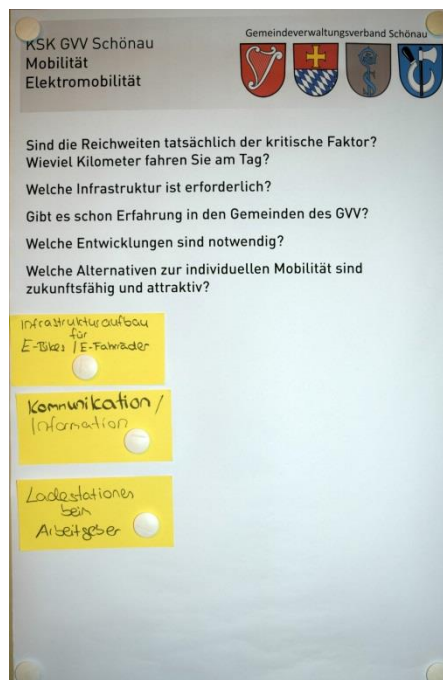 KSK GVV Schönau
Mobilität
Elektromobilität
Gemeindeverwaltungsverband Schönau
Sind die Reichweiten tatsächlich der kritische Faktor?
Wieviel Kilometer fahren Sie am Tag?
Welche Infrastruktur ist erforderlich?
Gibt es schon Erfahrung in den Gemeinden des GVV?
Welche Entwicklungen sind notwendig?
Welche Alternativen zur individuellen Mobilität sind
zukunftsfähig und attraktiv?
Infrastrukturaufbau
für
E-Bikes / E-Fahrräder
Kommunikation /
Information
Ladestationen
beim
Arbeitgeber